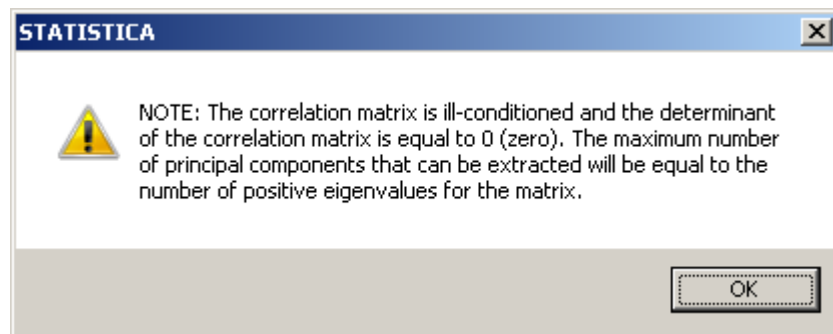 STATISTICA
NOTE: The correlation matrix is ill-conditioned and the determinant
of the correlation matrix is equal to 0 (zero). The maximum number
of principal components that can be extracted will be equal to the
number of positive eigenvalues for the matrix.
OK